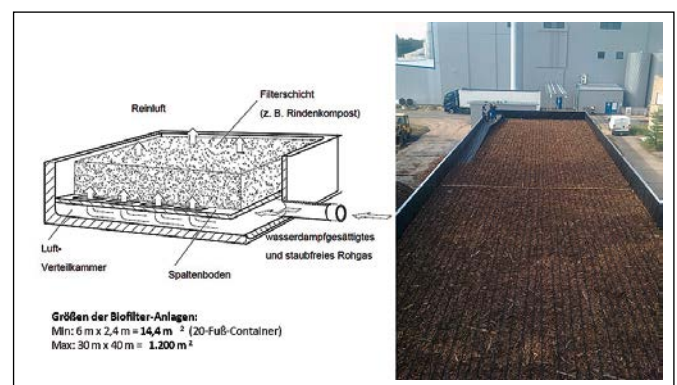 Filterschicht
Reinluft
(z. B. Rindenkompost)
Luft-
Verteilkammer
Spaltenboden
wasserdampfgesättigtes
und staubfreies Rohgas
Größen der Biofilter-Anlagen:
Min: 6 m x 2,4 m = 14,4 m ² (20-Fuß-Container)
Max: 30 m x 40 m = 1.200 m ²